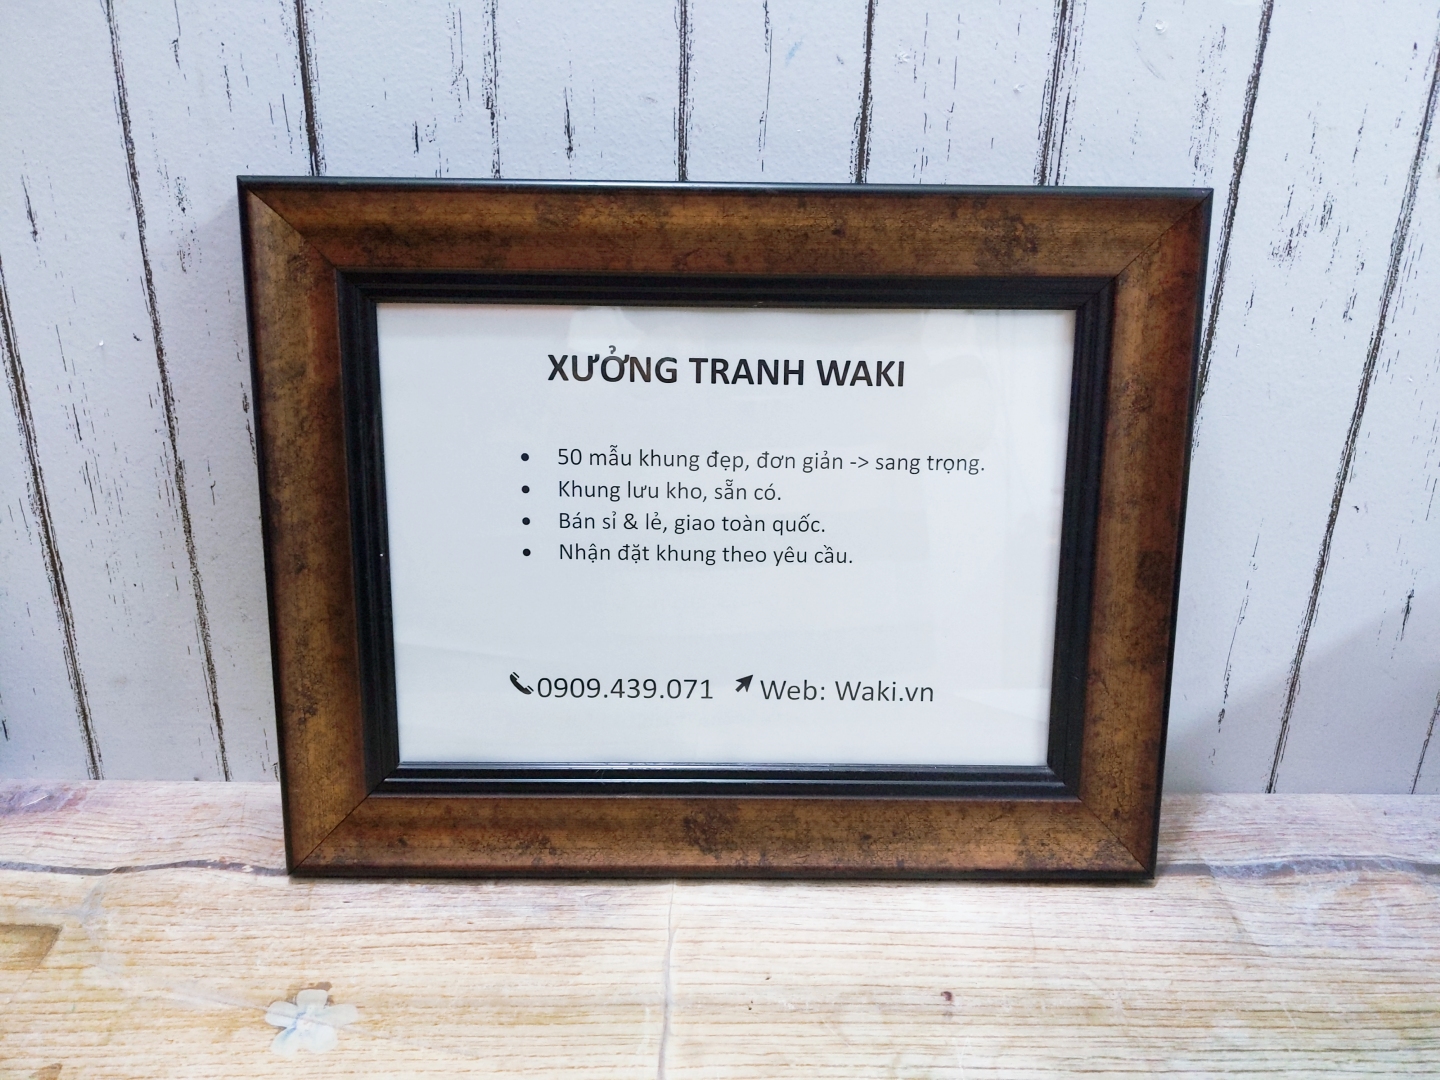 XƯỞNG TRANH WAKI
• 50 mẫu khung đẹp, đơn giản -> sang trọng.
• Khung lưu kho, sẵn có.
• Bán sỉ & lẻ, giao toàn quốc.
• Nhận đặt khung theo yêu cầu.
0909.439.071 Web: Waki.vn